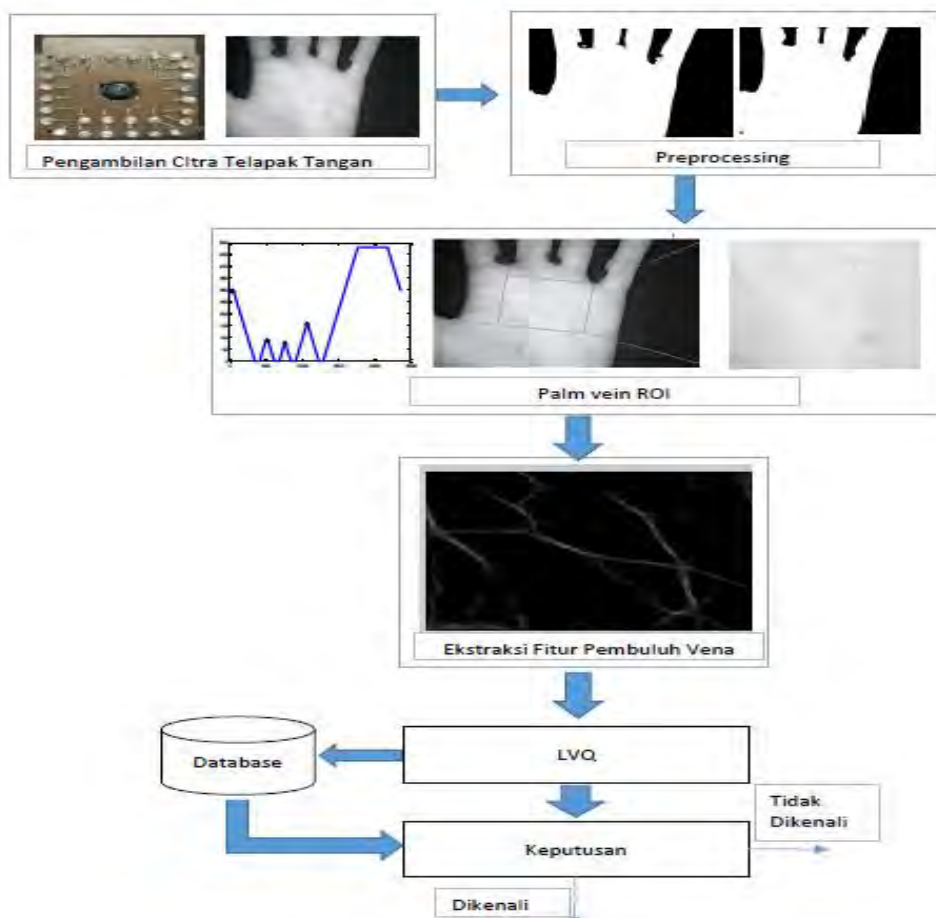 Pengambilan CItra Telapak Tangan
Preprocessing
Palm vein ROI
Ekstraksi Fitur Pembuluh Vena
LVQ
Database
Keputusan
Tidak
Dikenali
Dikenali